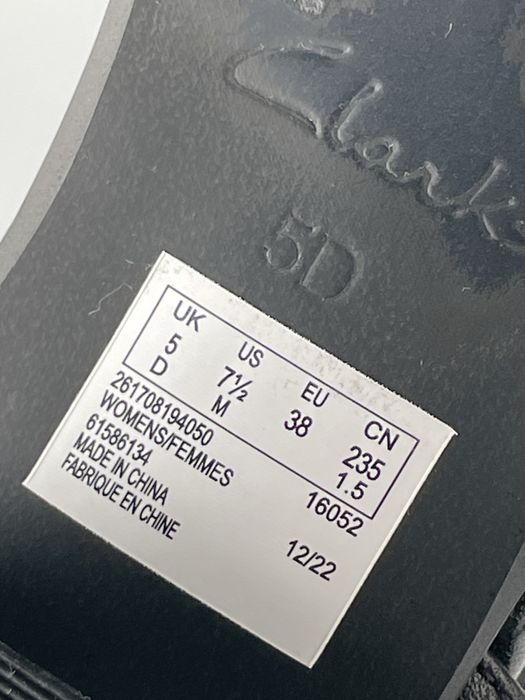 Clarks
5D
UK US EU CN
5 7½ 38 235
D M 1.5
261708194050 16052
WOMENS/FEMMES
61586134 12/22
MADE IN CHINA
FABRIQUE EN CHINE